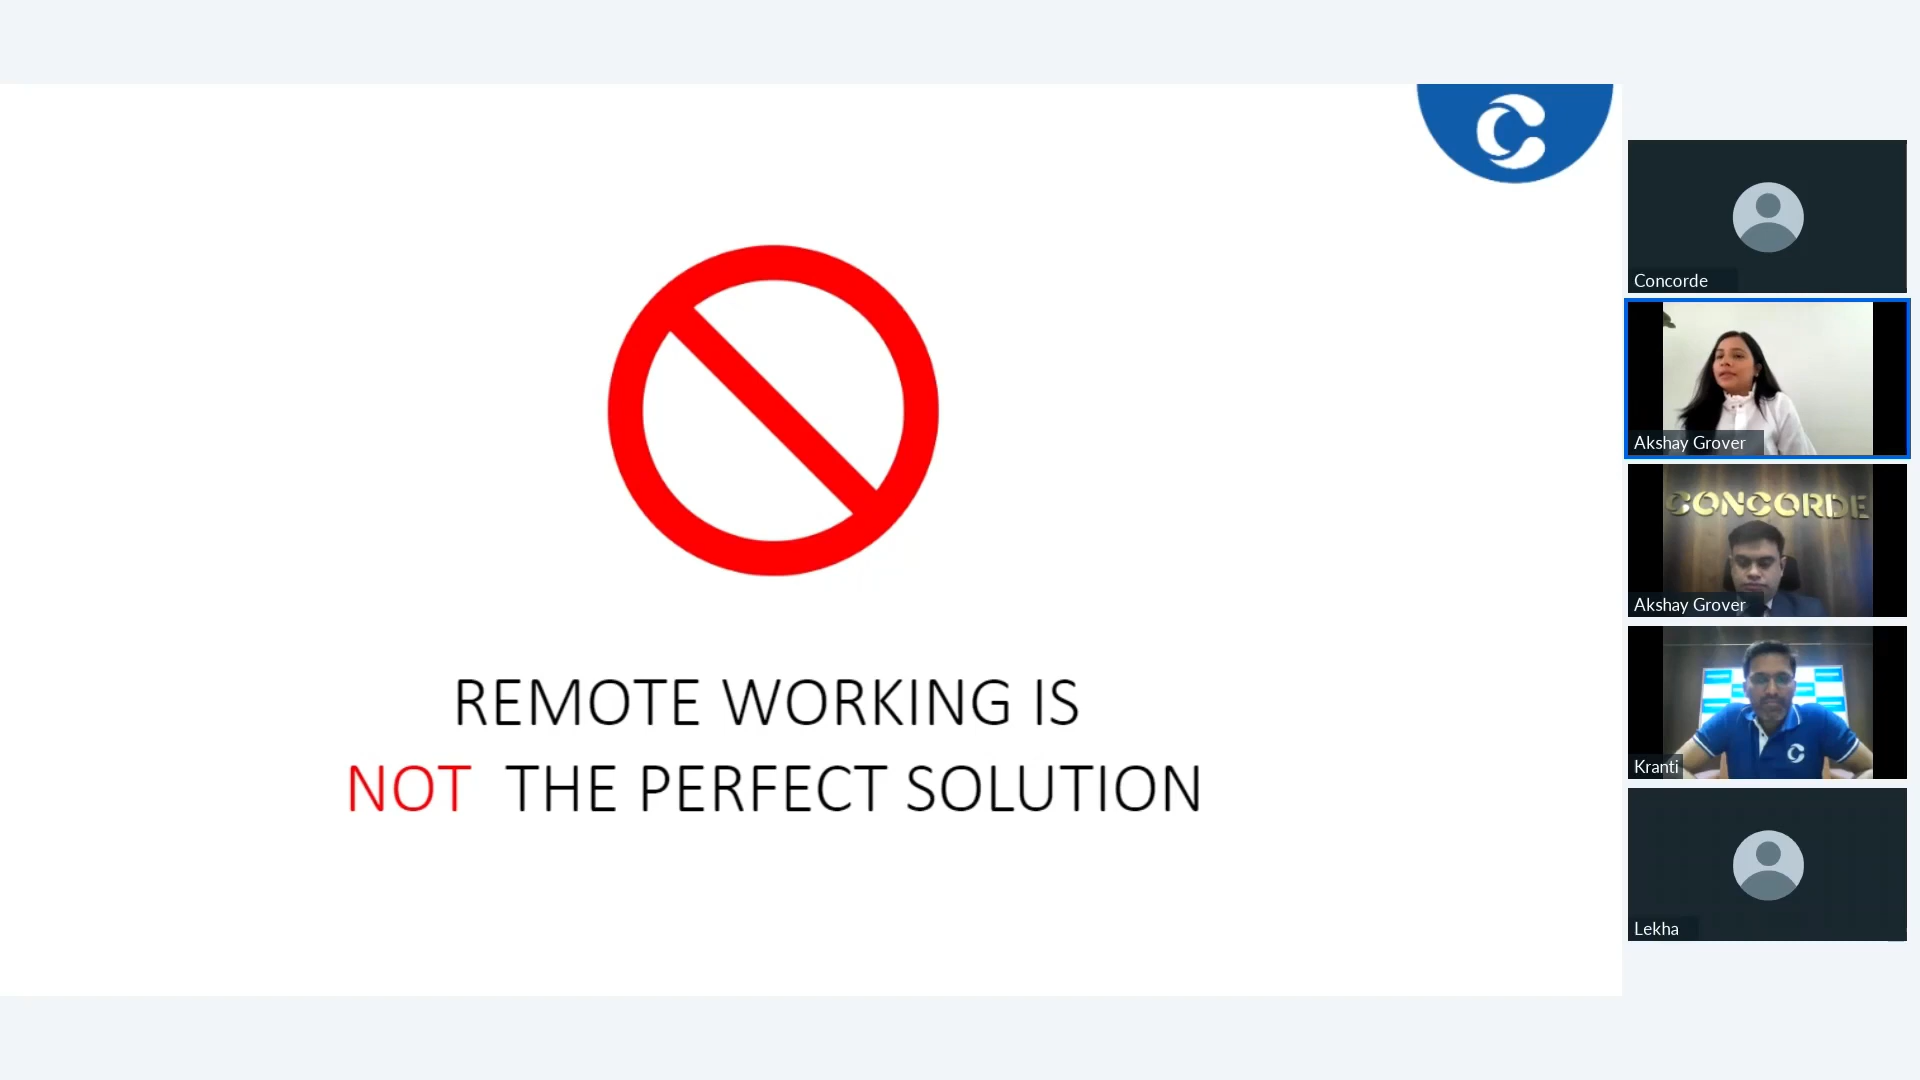 REMOTE WORKING IS
NOT THE PERFECT SOLUTION
Concorde
Akshay Grover
CONCORDE
Akshay Grover
Kranti
Lekha